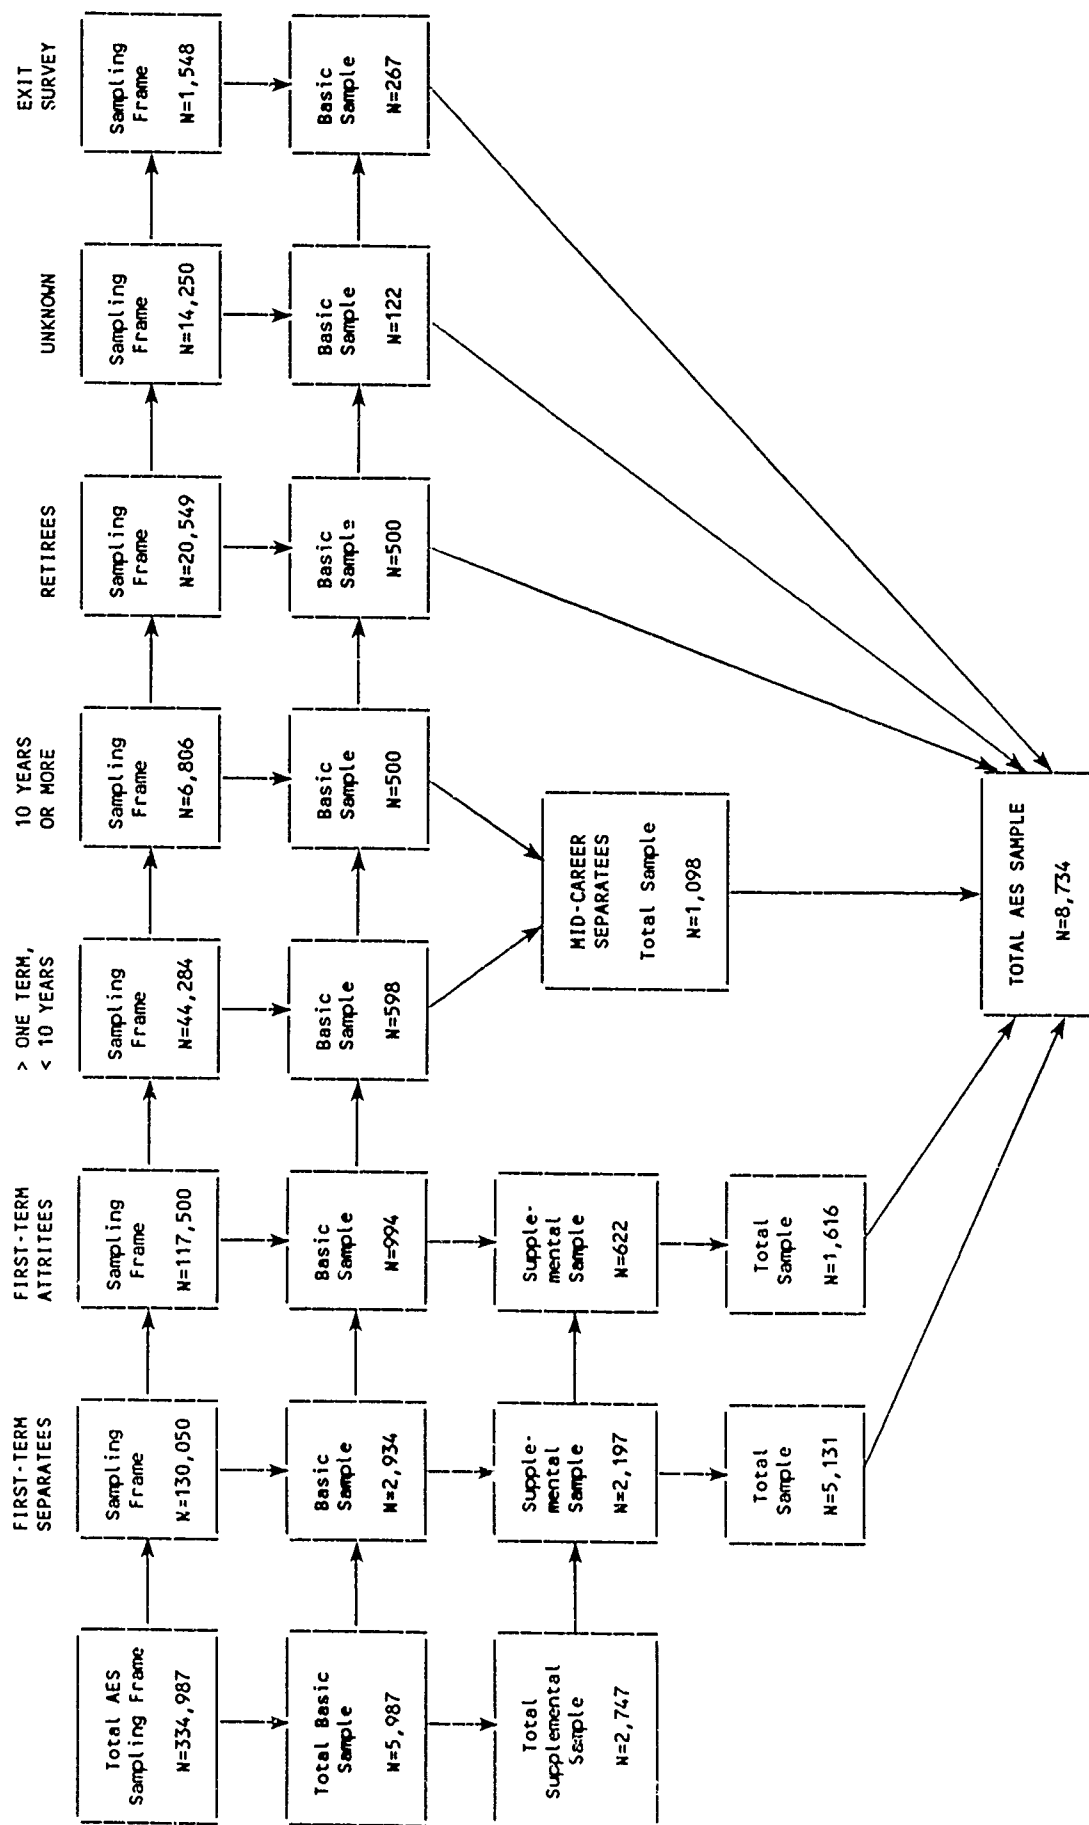 FIRST-TERM
SEPARATEES
FIRST-TERM
ATTRITEES
> ONE TERM,
< 10 YEARS
10 YEARS
OR MORE
RETIREES
UNKNOWN
EXIT
SURVEY
Total AES
Sampling Frame
N=334,987
Sampling
Frame
N=130,050
Sampling
Frame
N=117,500
Sampling
Frame
N=44,284
Sampling
Frame
N=6,806
Sampling
Frame
N=20,549
Sampling
Frame
N=14,250
Sampling
Frame
N=1,548
Total Basic
Sample
N=5,987
Basic
Sample
N=2,934
Basic
Sample
N=994
Basic
Sample
N=598
Basic
Sample
N=500
Basic
Sample
N=500
Basic
Sample
N=122
Basic
Sample
N=267
Total
Supplemental
Sample
N=2,747
Supple-
mental
Sample
N=2,197
Supple-
mental
Sample
N=622
MID-CAREER
SEPARATEES
Total Sample
N=1,098
Total
Sample
N=5,131
Total
Sample
N=1,616
TOTAL AES SAMPLE
N=8,734